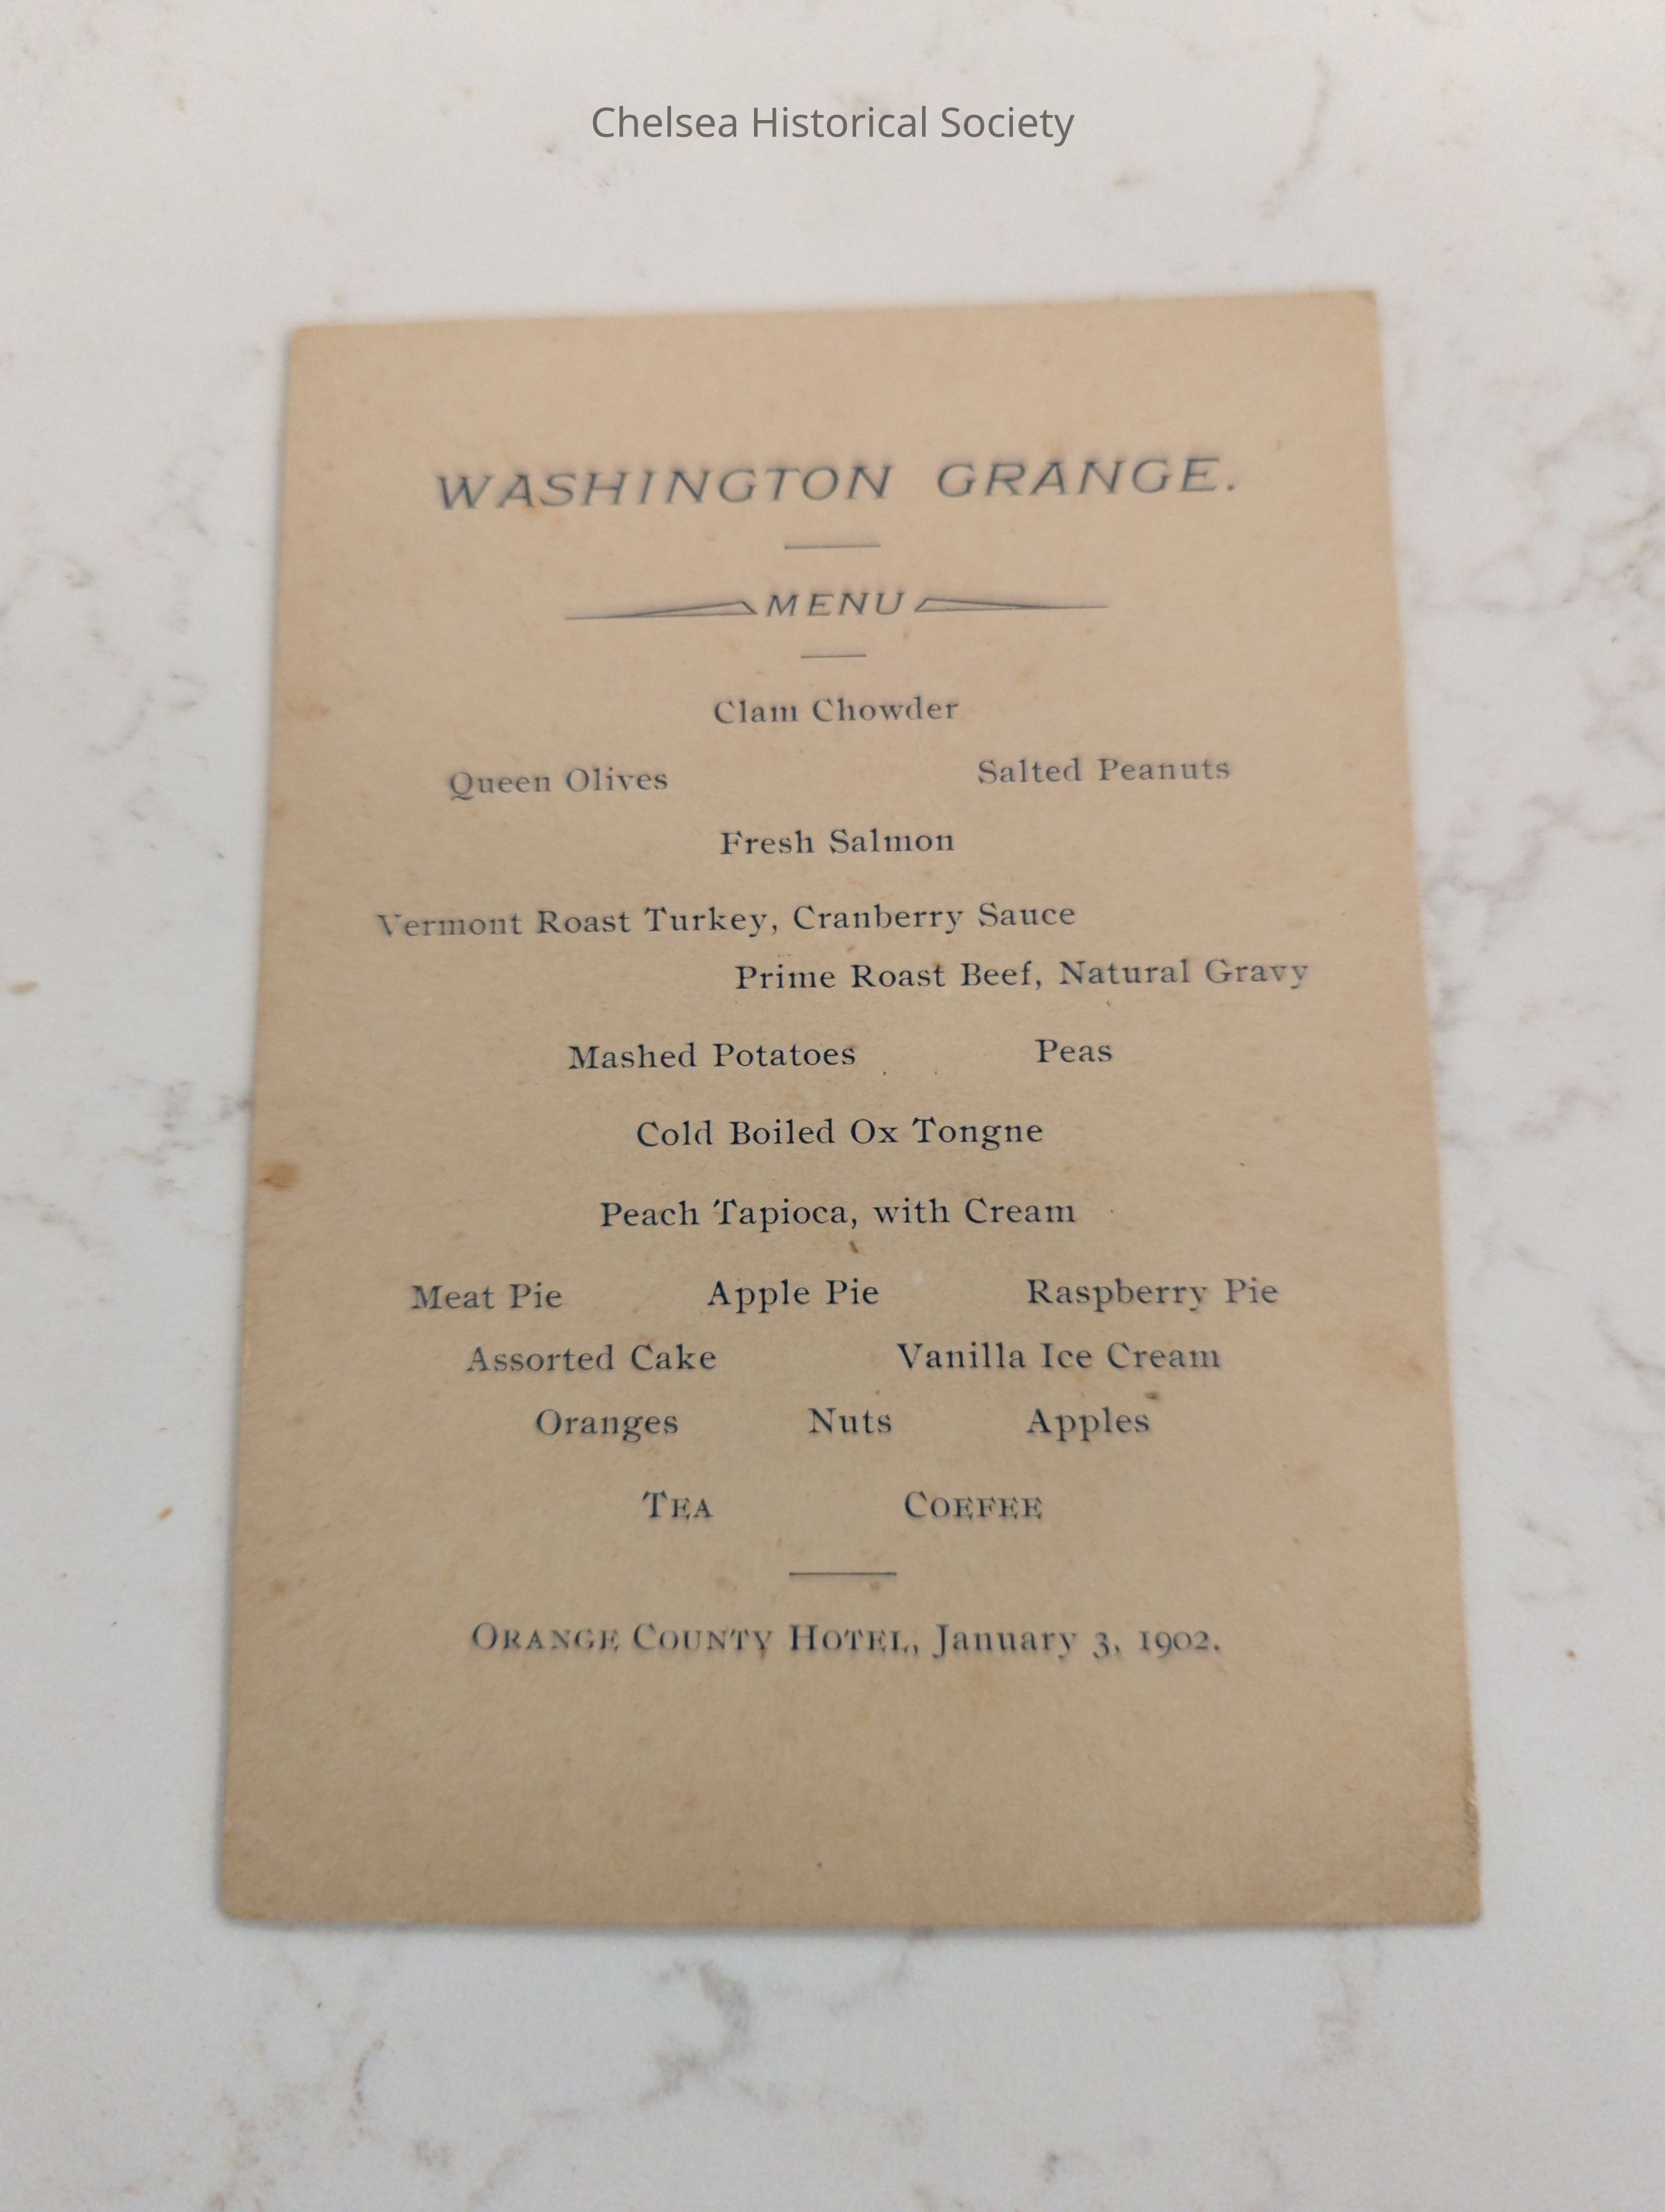 Chelsea Historical Society
WASHINGTON GRANGE.
MENU
Clam Chowder
Queen Olives Salted Peanuts
Fresh Salmon
Vermont Roast Turkey, Cranberry Sauce
Prime Roast Beef, Natural Gravy
Mashed Potatoes Peas
Cold Boiled Ox Tongne
Peach Tapioca, with Cream
Meat Pie Apple Pie Raspberry Pie
Assorted Cake Vanilla Ice Cream
Oranges Nuts Apples
TEA COEFEE
ORANGE COUNTY HOTEL, January 3, 1902.